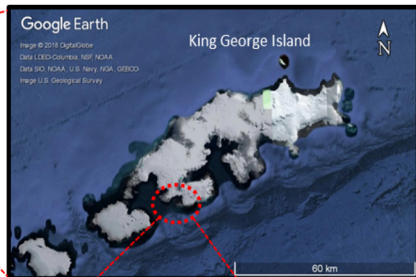 Google Earth
Image © 2018 DigitalGlobe
Data LDEO-Columbia, NSF, NOAA
Data SIO, NOAA, U.S. Navy, NGA, GEBCO
Image U.S. Geological Survey
King George Island
N
60 km